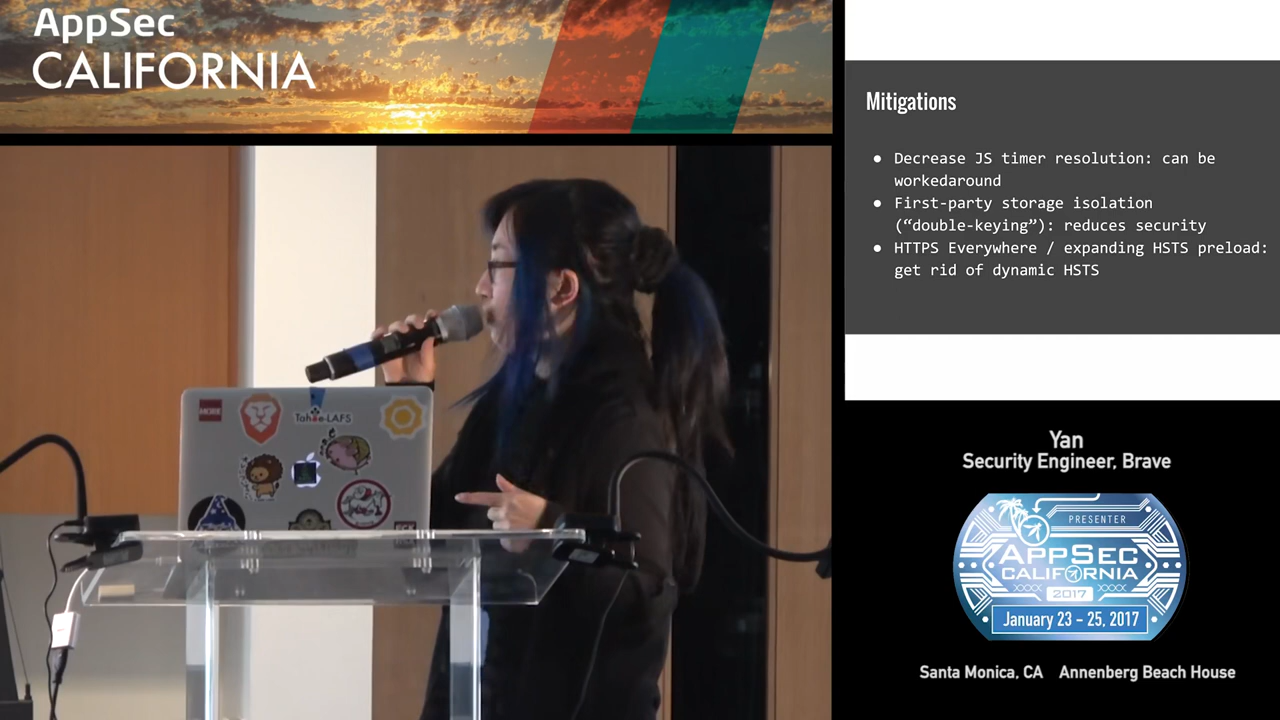 AppSec
CALIFORNIA
Mitigations
● Decrease JS timer resolution: can be
workedaround
● First-party storage isolation
(“double-keying”): reduces security
● HTTPS Everywhere / expanding HSTS preload:
get rid of dynamic HSTS
Tahoe-LAFS
Yan
Security Engineer, Brave
PRESENTER
APPSEC
CALIFORNIA
2017
January 23 – 25, 2017
Santa Monica, CA Annenberg Beach House